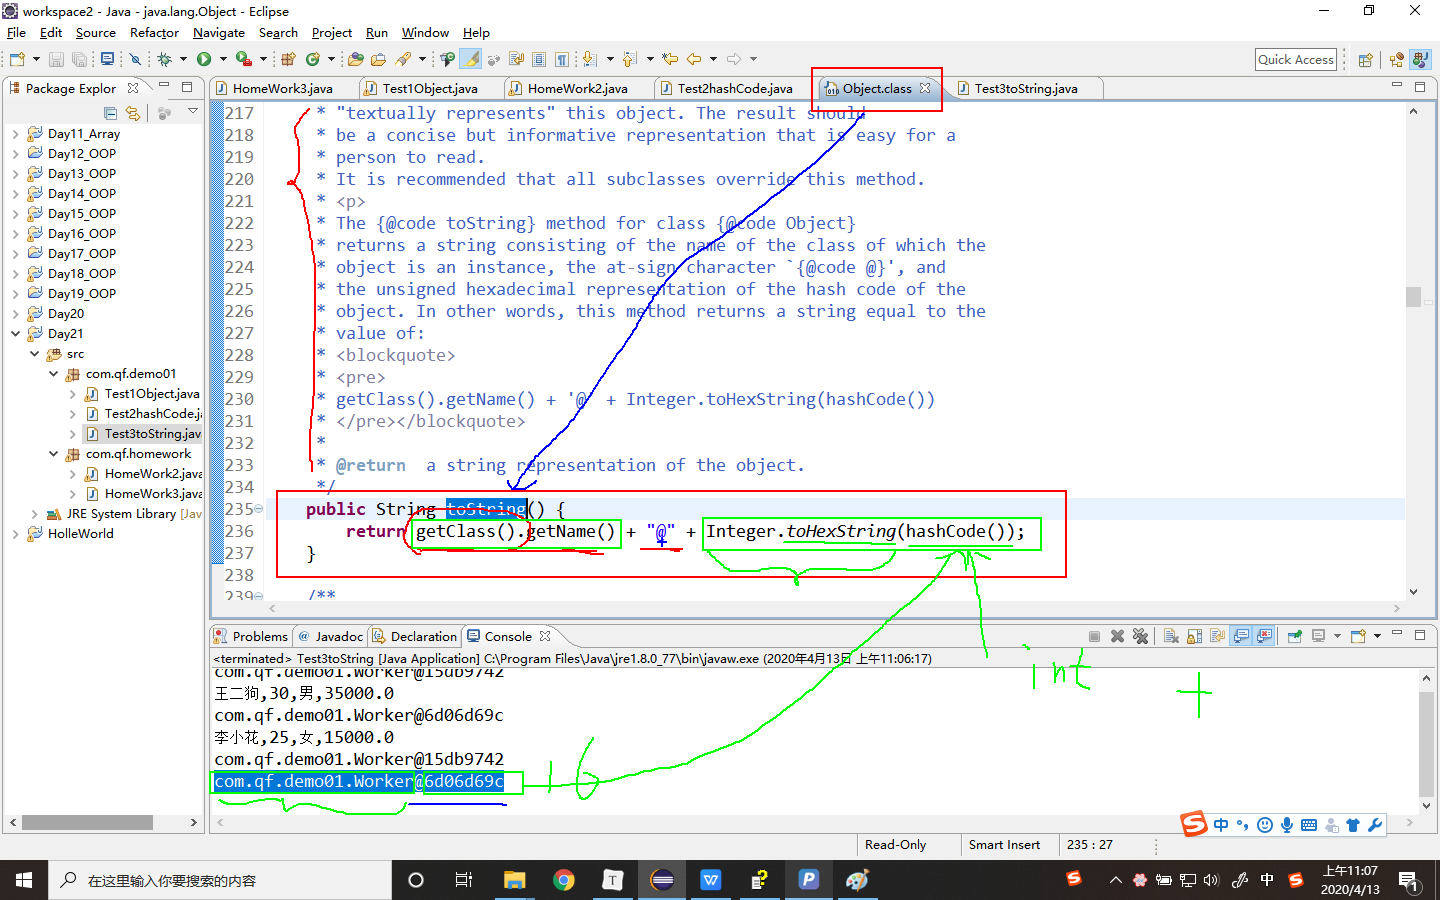 workspace2 - Java - java.lang.Object - Eclipse
File Edit Source Refactor Navigate Search Project Run Window Help
Quick Access
Package Explor
HomeWork3.java Test1Object.java HomeWork2.java Test2hashCode.java Object.class Test3toString.java
Day11_Array
Day12_OOP
Day13_OOP
Day14_OOP
Day15_OOP
Day16_OOP
Day17_OOP
Day18_OOP
Day19_OOP
Day20
Day21
src
com.qf.demo01
Test1Object.java
Test2hashCode.ja
Test3toString.java
com.qf.homework
HomeWork2.java
HomeWork3.java
JRE System Library [Jav
HolleWorld
217 * "textually represents" this object. The result should
218 * be a concise but informative representation that is easy for a
219 * person to read.
220 * It is recommended that all subclasses override this method.
221 * <p>
222 * The {@code toString} method for class {@code Object}
223 * returns a string consisting of the name of the class of which the
224 * object is an instance, the at-sign character `{@code @}', and
225 * the unsigned hexadecimal representation of the hash code of the
226 * object. In other words, this method returns a string equal to the
227 * value of:
228 * <blockquote>
229 * <pre>
230 * getClass().getName() + '@' + Integer.toHexString(hashCode())
231 * </pre></blockquote>
232 *
233 * @return a string representation of the object.
234 */
235 public String toString() {
236 return getClass().getName() + "@" + Integer.toHexString(hashCode());
237 }
238
239 /**
Problems @ Javadoc Declaration Console
<terminated> Test3toString [Java Application] C:\Program Files\Java\jre1.8.0_77\bin\javaw.exe (2020年4月13日 上午11:06:17)
com.qf.demo01.Worker@15db9742
王二狗,30,男,35000.0
com.qf.demo01.Worker@6d06d69c
李小花,25,女,15000.0
com.qf.demo01.Worker@15db9742
com.qf.demo01.Worker@6d06d69c
16
int
+
中
Read-Only Smart Insert 235 : 27
在这里输入你要搜索的内容
中
上午11:07
2020/4/13
1